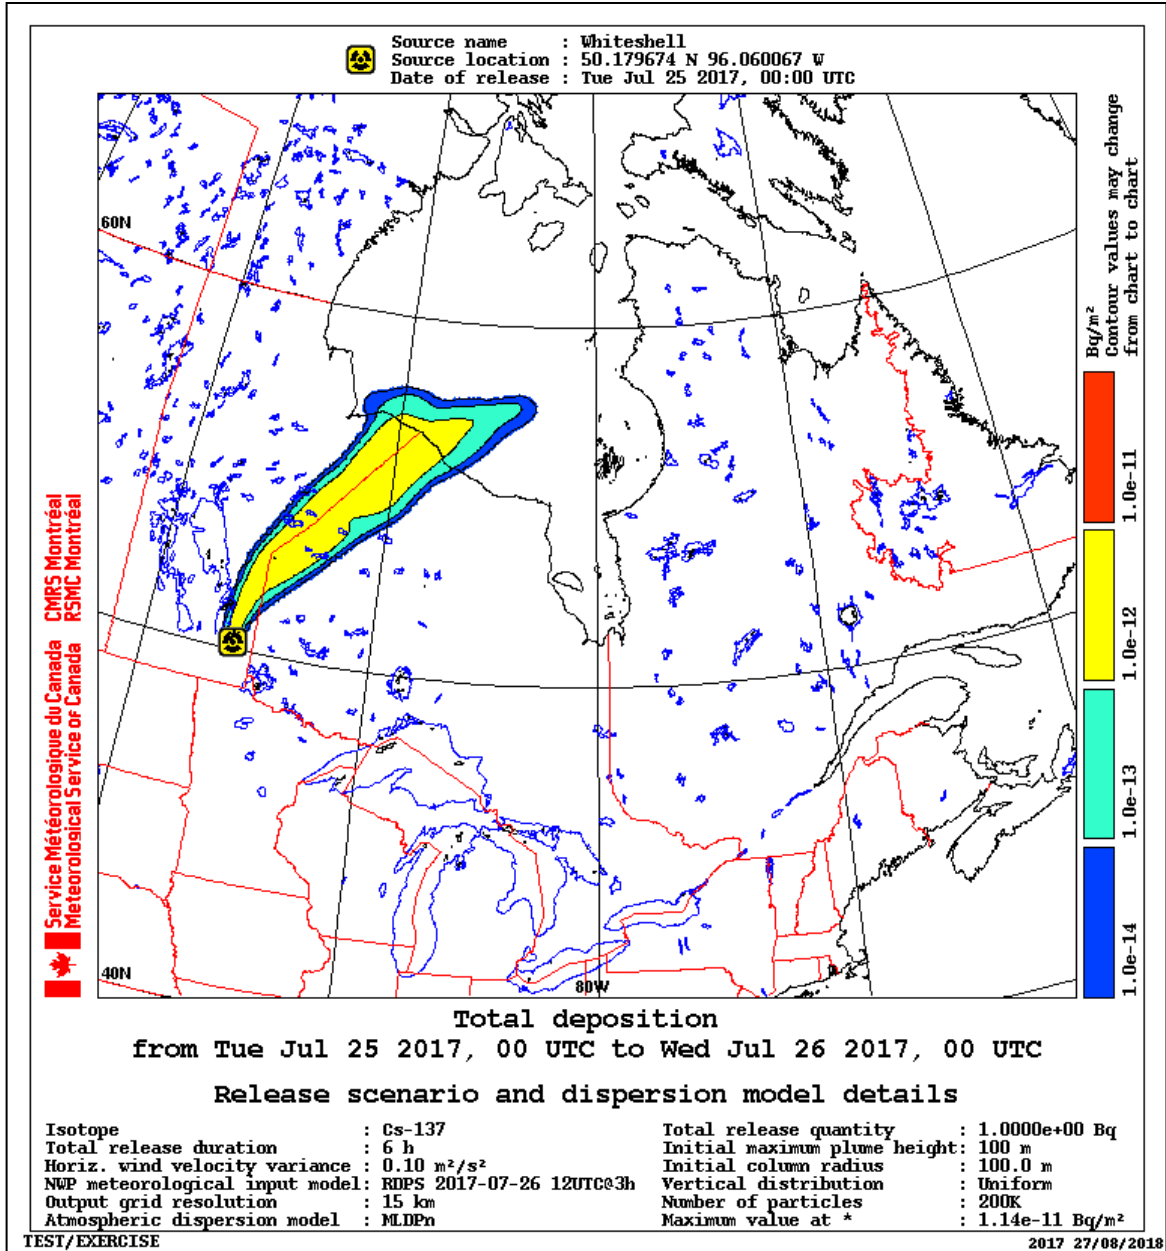 Source name : Whiteshell
Source location : 50.179674 N 96.060067 W
Date of release : Tue Jul 25 2017, 00:00 UTC
60N
40N
80W
Service Météorologique du Canada CMRS Montréal
Meteorological Service of Canada RSMC Montréal
Bq/m²
Contour values may change
from chart to chart
1.0e-11
1.0e-12
1.0e-13
1.0e-14
Total deposition
from Tue Jul 25 2017, 00 UTC to Wed Jul 26 2017, 00 UTC
Release scenario and dispersion model details
Isotope : Cs-137
Total release duration : 6 h
Horiz. wind velocity variance : 0.10 m²/s²
NWP meteorological input model: RDPS 2017-07-26 12UTC@3h
Output grid resolution : 15 km
Atmospheric dispersion model : MLDPn
Total release quantity : 1.0000e+00 Bq
Initial maximum plume height: 100 m
Initial column radius : 100.0 m
Vertical distribution : Uniform
Number of particles : 200K
Maximum value at * : 1.14e-11 Bq/m²
TEST/EXERCISE
2017 27/08/2018